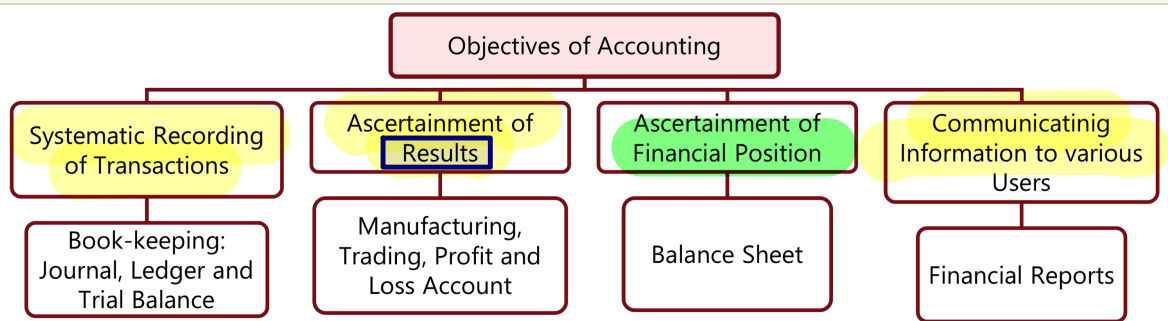 Objectives of Accounting
Systematic Recording
of Transactions
Ascertainment of
Results
Ascertainment of
Financial Position
Communicatinig
Information to various
Users
Book-keeping:
Journal, Ledger and
Trial Balance
Manufacturing,
Trading, Profit and
Loss Account
Balance Sheet
Financial Reports